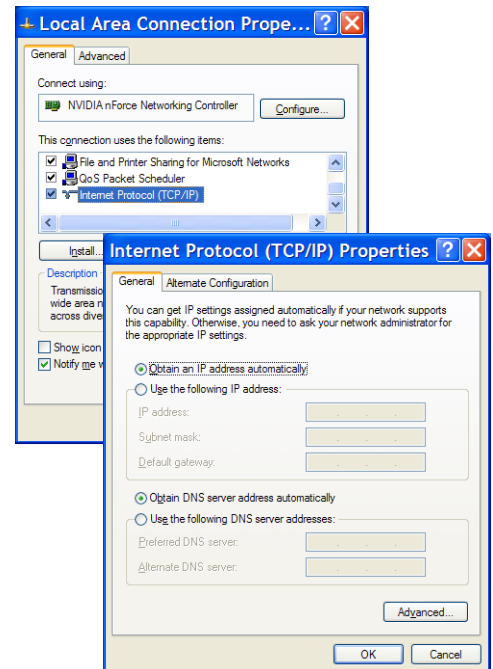 Local Area Connection Prope...
General Advanced
Connect using:
NVIDIA nForce Networking Controller
Configure...
This connection uses the following items:
File and Printer Sharing for Microsoft Networks
QoS Packet Scheduler
Internet Protocol (TCP/IP)
Install...
Description
Transmissio
wide area n
across dive
Show icon
Notify me w
Internet Protocol (TCP/IP) Properties
General Alternate Configuration
You can get IP settings assigned automatically if your network supports
this capability. Otherwise, you need to ask your network administrator for
the appropriate IP settings.
Obtain an IP address automatically
Use the following IP address:
IP address:
Subnet mask:
Default gateway:
Obtain DNS server address automatically
Use the following DNS server addresses:
Preferred DNS server:
Alternate DNS server:
Advanced...
OK Cancel